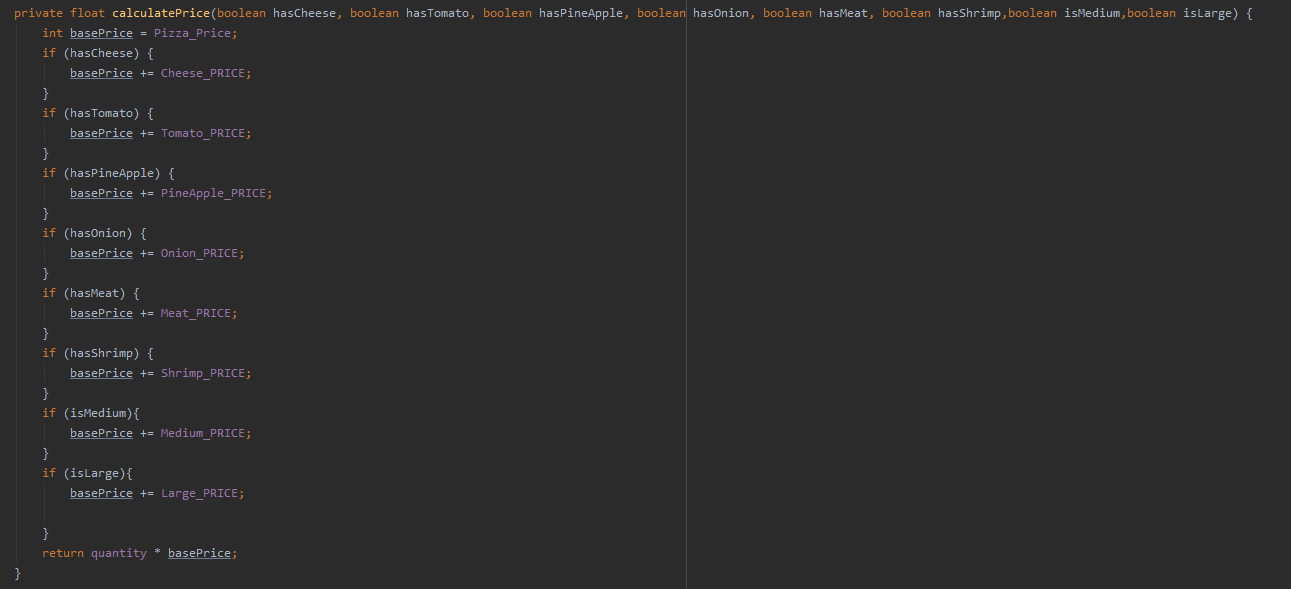 private float calculatePrice(boolean hasCheese, boolean hasTomato, boolean hasPineApple, boolean hasOnion, boolean hasMeat, boolean hasShrimp,boolean isMedium,boolean isLarge) {
    int basePrice = Pizza_Price;
    if (hasCheese) {
        basePrice += Cheese_PRICE;
    }
    if (hasTomato) {
        basePrice += Tomato_PRICE;
    }
    if (hasPineApple) {
        basePrice += PineApple_PRICE;
    }
    if (hasOnion) {
        basePrice += Onion_PRICE;
    }
    if (hasMeat) {
        basePrice += Meat_PRICE;
    }
    if (hasShrimp) {
        basePrice += Shrimp_PRICE;
    }
    if (isMedium){
        basePrice += Medium_PRICE;
    }
    if (isLarge){
        basePrice += Large_PRICE;

    }
    return quantity * basePrice;
}